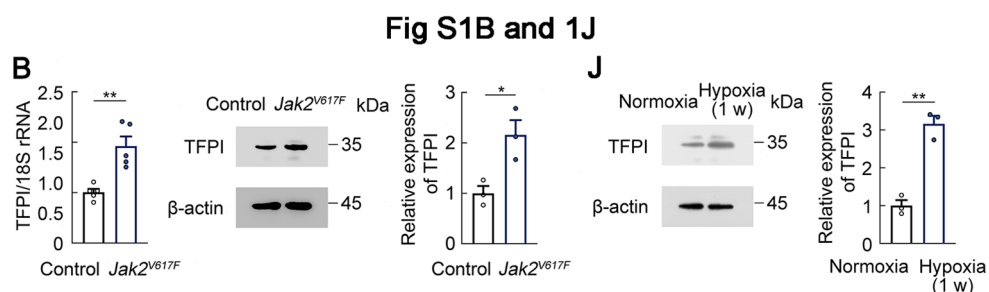 Fig S1B and 1J
B
TFPI/18S rRNA
2.5
2.0
1.5
1.0
0.5
0
**
Control Jak2V617F
Control Jak2V617F kDa
TFPI
35
β-actin
45
Relative expression
of TFPI
3
2
1
0
*
Control Jak2V617F
J
Normoxia Hypoxia
(1 w)
kDa
TFPI
35
β-actin
45
Relative expression
of TFPI
4
3
2
1
0
**
Normoxia Hypoxia
(1 w)